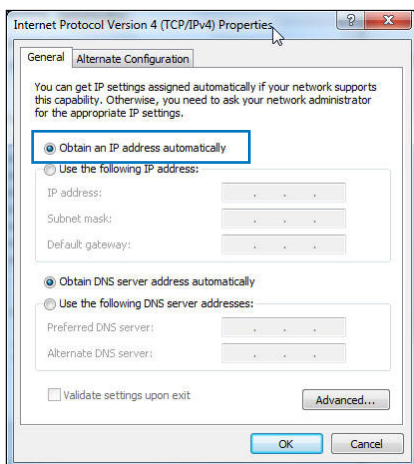 Internet Protocol Version 4 (TCP/IPv4) Properties
General
Alternate Configuration
You can get IP settings assigned automatically if your network supports
this capability. Otherwise, you need to ask your network administrator
for the appropriate IP settings.
Obtain an IP address automatically
Use the following IP address:
IP address:
Subnet mask:
Default gateway:
Obtain DNS server address automatically
Use the following DNS server addresses:
Preferred DNS server:
Alternate DNS server:
Validate settings upon exit
Advanced...
OK
Cancel